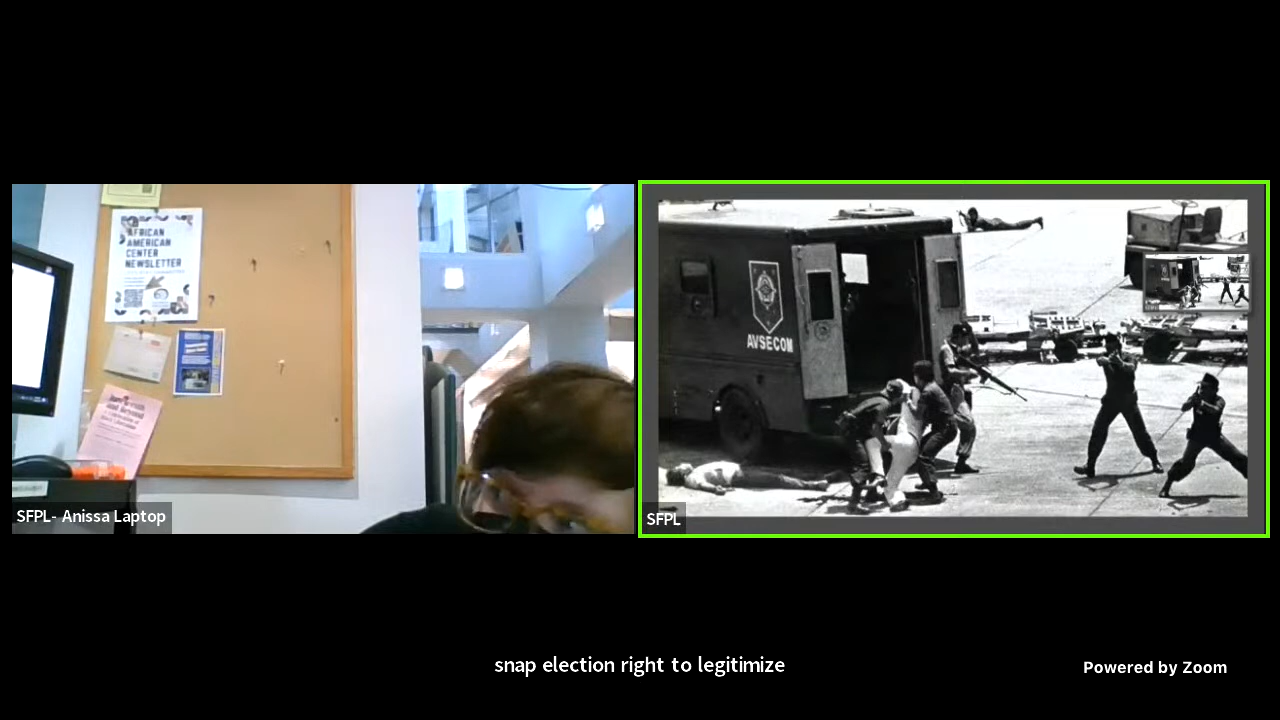 AFRICAN
AMERICAN
CENTER
NEWSLETTER
AVSECOM
SFPL- Anissa Laptop
SFPL
snap election right to legitimize
Powered by Zoom